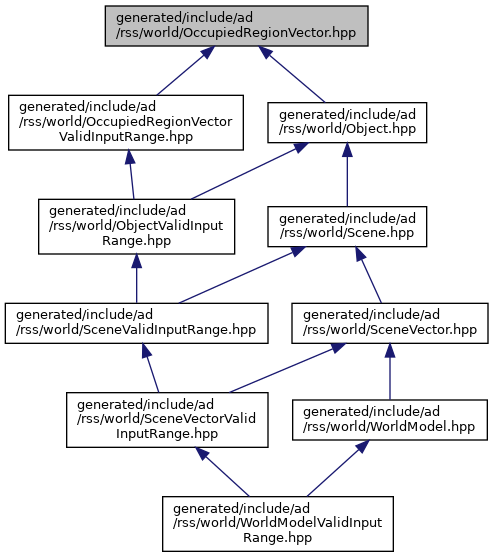 generated/include/ad
/rss/world/OccupiedRegionVector.hpp
generated/include/ad
/rss/world/OccupiedRegionVector
ValidInputRange.hpp
generated/include/ad
/rss/world/Object.hpp
generated/include/ad
/rss/world/ObjectValidInput
Range.hpp
generated/include/ad
/rss/world/Scene.hpp
generated/include/ad
/rss/world/SceneValidInputRange.hpp
generated/include/ad
/rss/world/SceneVector.hpp
generated/include/ad
/rss/world/SceneVectorValid
InputRange.hpp
generated/include/ad
/rss/world/WorldModel.hpp
generated/include/ad
/rss/world/WorldModelValidInput
Range.hpp